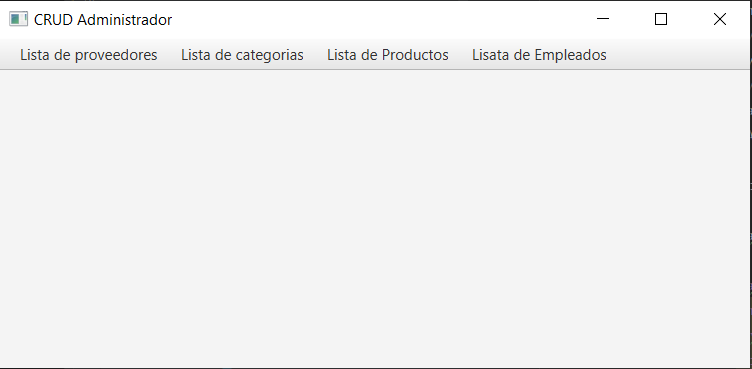 CRUD Administrador
Lista de proveedores Lista de categorias Lista de Productos Lisata de Empleados